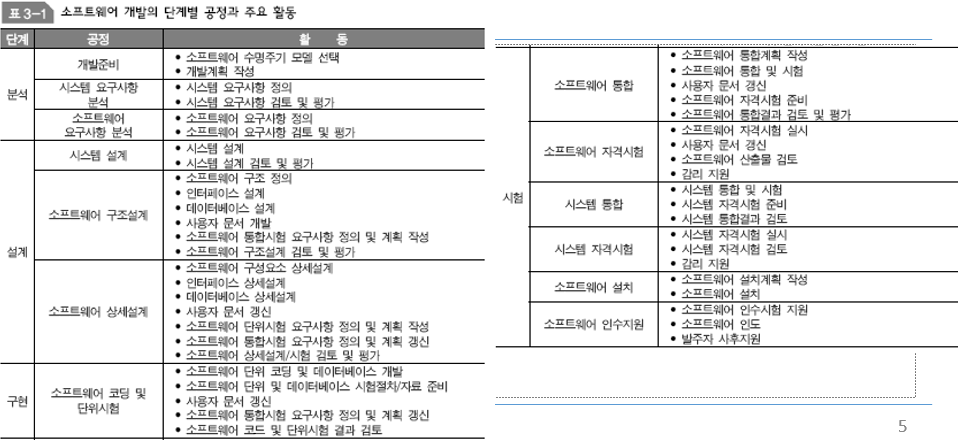 표 3-1 소프트웨어 개발의 단계별 공정과 주요 활동
단계 공정 활 동
분석
개발준비
• 소프트웨어 수명주기 모델 선택
• 개발계획 작성
시스템 요구사항
분석
• 시스템 요구사항 정의
• 시스템 요구사항 검토 및 평가
소프트웨어
요구사항 분석
• 소프트웨어 요구사항 정의
• 소프트웨어 요구사항 검토 및 평가
설계
시스템 설계
• 시스템 설계
• 시스템 설계 검토 및 평가
소프트웨어 구조설계
• 소프트웨어 구조 정의
• 인터페이스 설계
• 데이터베이스 설계
• 사용자 문서 개발
• 소프트웨어 통합시험 요구사항 정의 및 계획 작성
• 소프트웨어 구조설계 검토 및 평가
소프트웨어 상세설계
• 소프트웨어 구성요소 상세설계
• 인터페이스 상세설계
• 데이터베이스 상세설계
• 사용자 문서 갱신
• 소프트웨어 단위시험 요구사항 정의 및 계획 작성
• 소프트웨어 통합시험 요구사항 정의 및 계획 갱신
• 소프트웨어 상세설계/시험 검토 및 평가
구현
소프트웨어 코딩 및
단위시험
• 소프트웨어 단위 코딩 및 데이터베이스 개발
• 소프트웨어 단위 및 데이터베이스 시험절차/자료 준비
• 사용자 문서 갱신
• 소프트웨어 통합시험 요구사항 정의 및 계획 갱신
• 소프트웨어 코드 및 단위시험 결과 검토
시험
소프트웨어 통합
• 소프트웨어 통합계획 작성
• 소프트웨어 통합 및 시험
• 사용자 문서 갱신
• 소프트웨어 자격시험 준비
• 소프트웨어 통합결과 검토 및 평가
소프트웨어 자격시험
• 소프트웨어 자격시험 실시
• 사용자 문서 갱신
• 소프트웨어 산출물 검토
• 감리 지원
시스템 통합
• 시스템 통합 및 시험
• 시스템 자격시험 준비
• 시스템 통합결과 검토
시스템 자격시험
• 시스템 자격시험 실시
• 시스템 자격시험 검토
• 감리 지원
소프트웨어 설치
• 소프트웨어 설치계획 작성
• 소프트웨어 설치
소프트웨어 인수지원
• 소프트웨어 인수시험 지원
• 소프트웨어 인도
• 발주자 사후지원
5